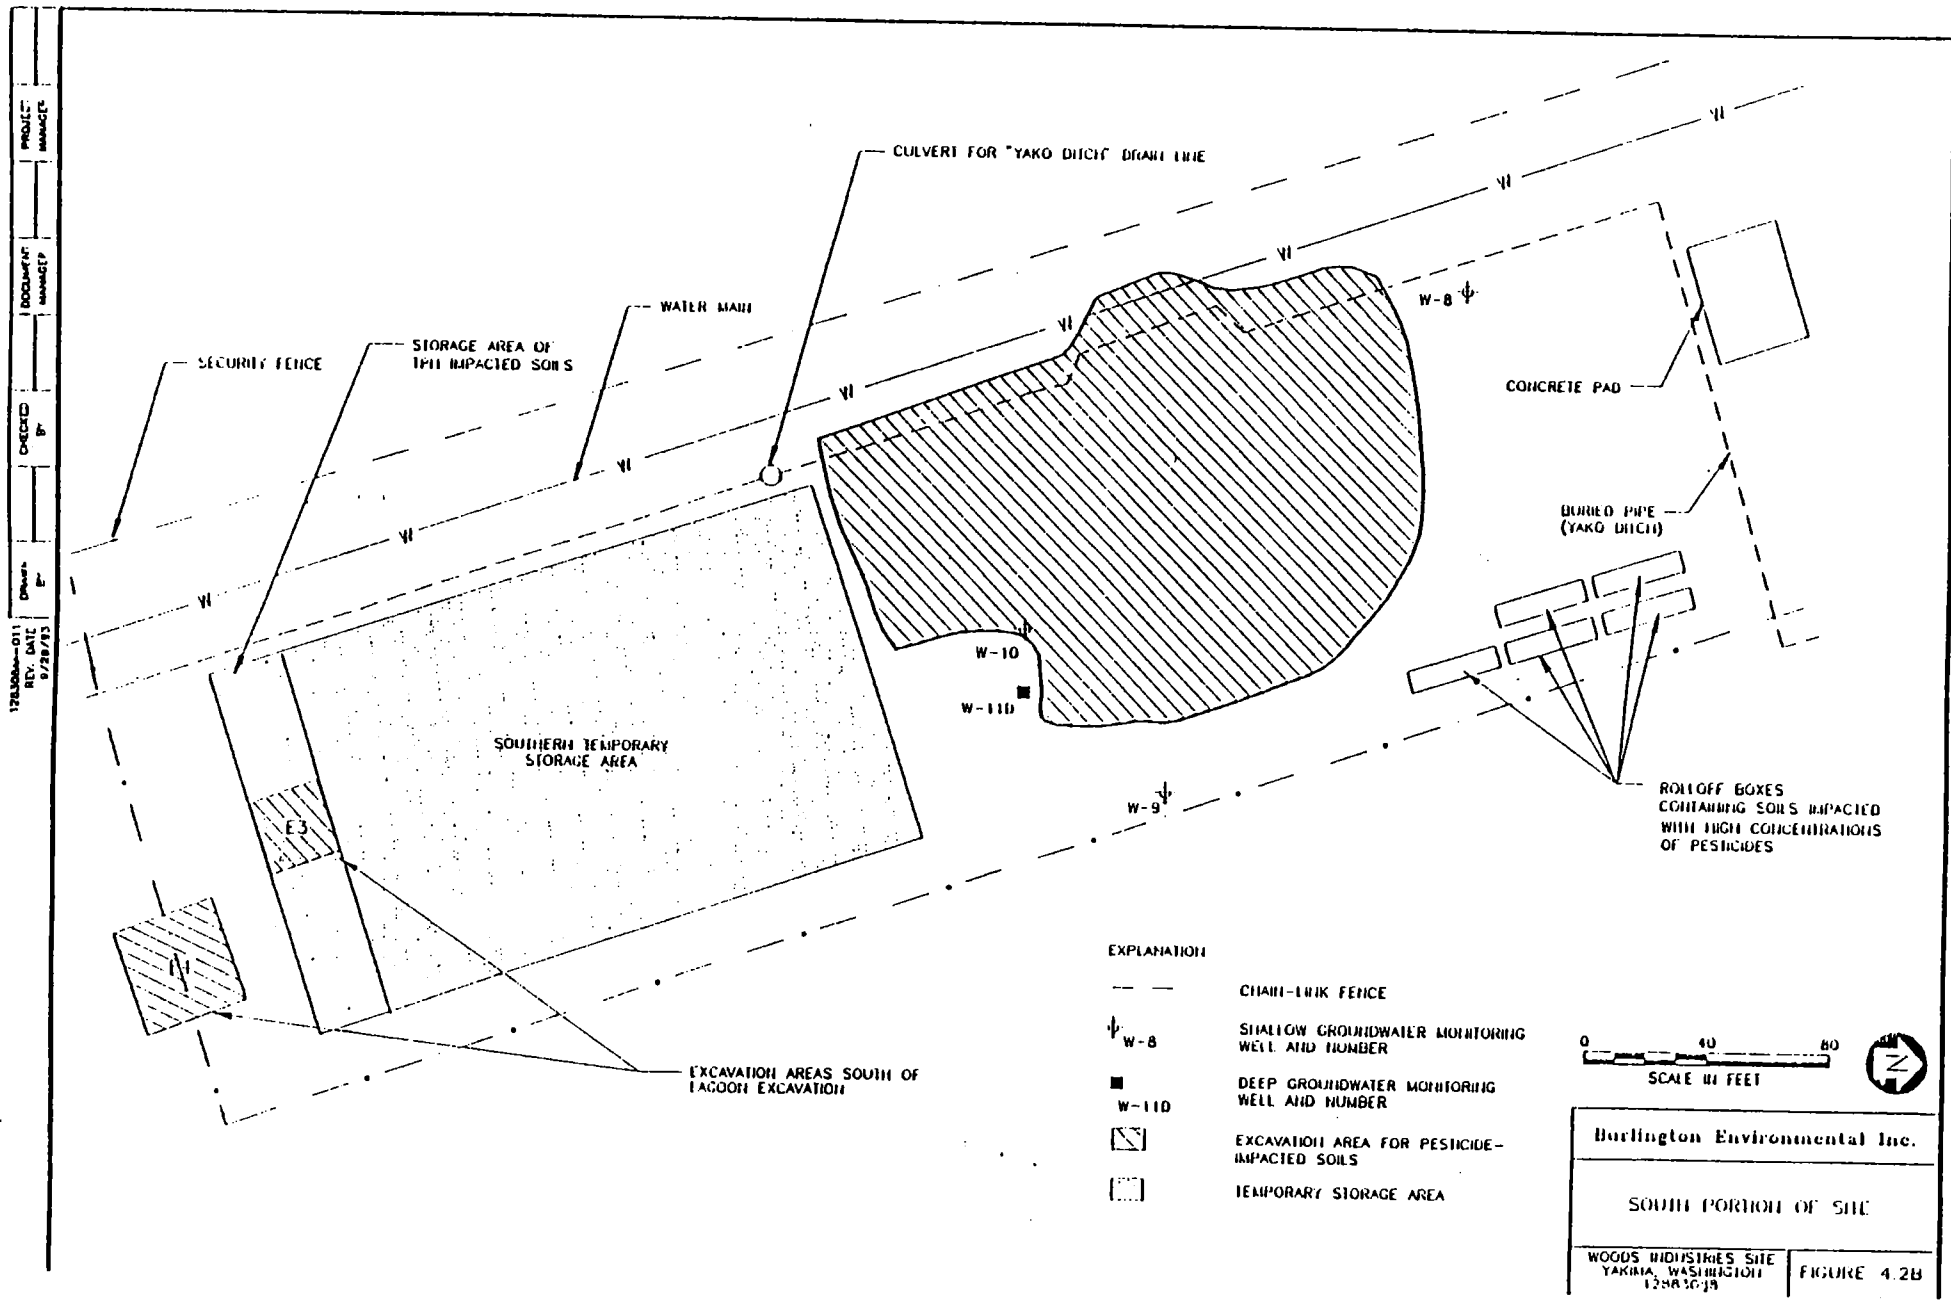 CULVERT FOR "YAKO DITCH" DRAIN LINE
WATER MAIN
STORAGE AREA OF
TPH IMPACTED SOILS
SECURITY FENCE
W
W
W
W
W
W
W
W
W-8
CONCRETE PAD
BURIED PIPE
(YAKO DITCH)
W-10
W-11D
W-9
SOUTHERN TEMPORARY
STORAGE AREA
E3
ROLLOFF BOXES
CONTAINING SOILS IMPACTED
WITH HIGH CONCENTRATIONS
OF PESTICIDES
EXCAVATION AREAS SOUTH OF
LAGOON EXCAVATION
EXPLANATION
CHAIN-LINK FENCE
W-8
SHALLOW GROUNDWATER MONITORING
WELL AND NUMBER
W-11D
DEEP GROUNDWATER MONITORING
WELL AND NUMBER
EXCAVATION AREA FOR PESTICIDE-
IMPACTED SOILS
TEMPORARY STORAGE AREA
0 40 80
SCALE IN FEET
N
Burlington Environmental Inc.
SOUTH PORTION OF SITE
WOODS INDUSTRIES SITE
YAKIMA, WASHINGTON
FIGURE 4.2B
PROJECT
MANAGER
DOCUMENT
MANAGER
CHECKED
BY
DRAWN
BY
REV. DATE
9/28/93